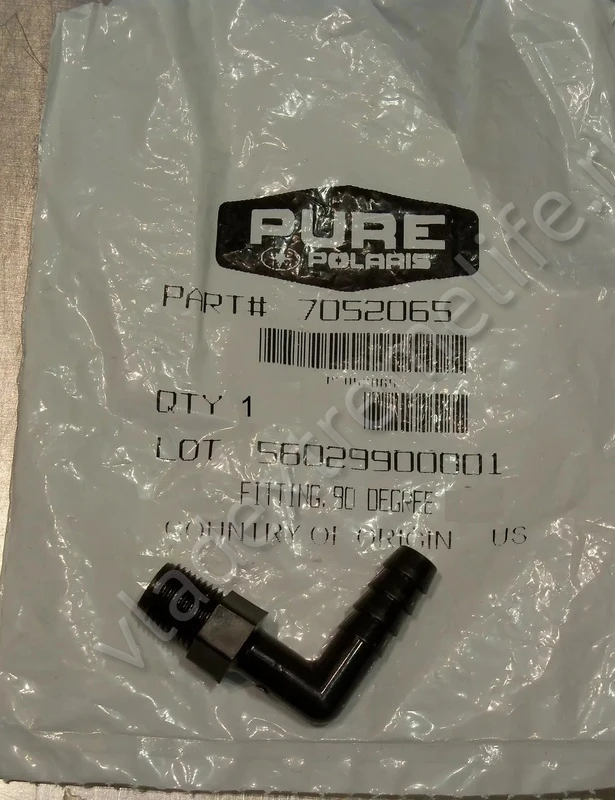 PURE
POLARIS
PART# 7052065
QTY 1
LOT 56029900001
FITTING, 90 DEGREE
COUNTRY OF ORIGIN US